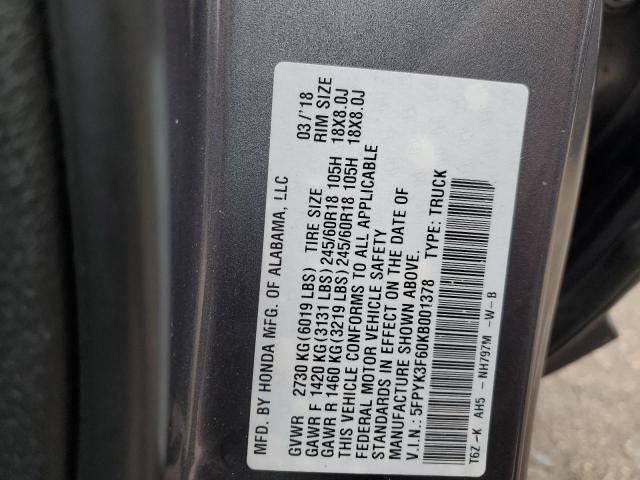 MFD. BY HONDA MFG. OF ALABAMA, LLC 03/'18
GVWR 2730 KG (6019 LBS) TIRE SIZE RIM SIZE
GAWR F 1420 KG (3131 LBS) 245/60R18 105H 18X8.0J
GAWR R 1460 KG (3219 LBS) 245/60R18 105H 18X8.0J
THIS VEHICLE CONFORMS TO ALL APPLICABLE
FEDERAL MOTOR VEHICLE SAFETY
STANDARDS IN EFFECT ON THE DATE OF
MANUFACTURE SHOWN ABOVE.
V.I.N.: 5FPYK3F60KB001378 TYPE: TRUCK
T6Z -K AH5 - NH797M -W-B